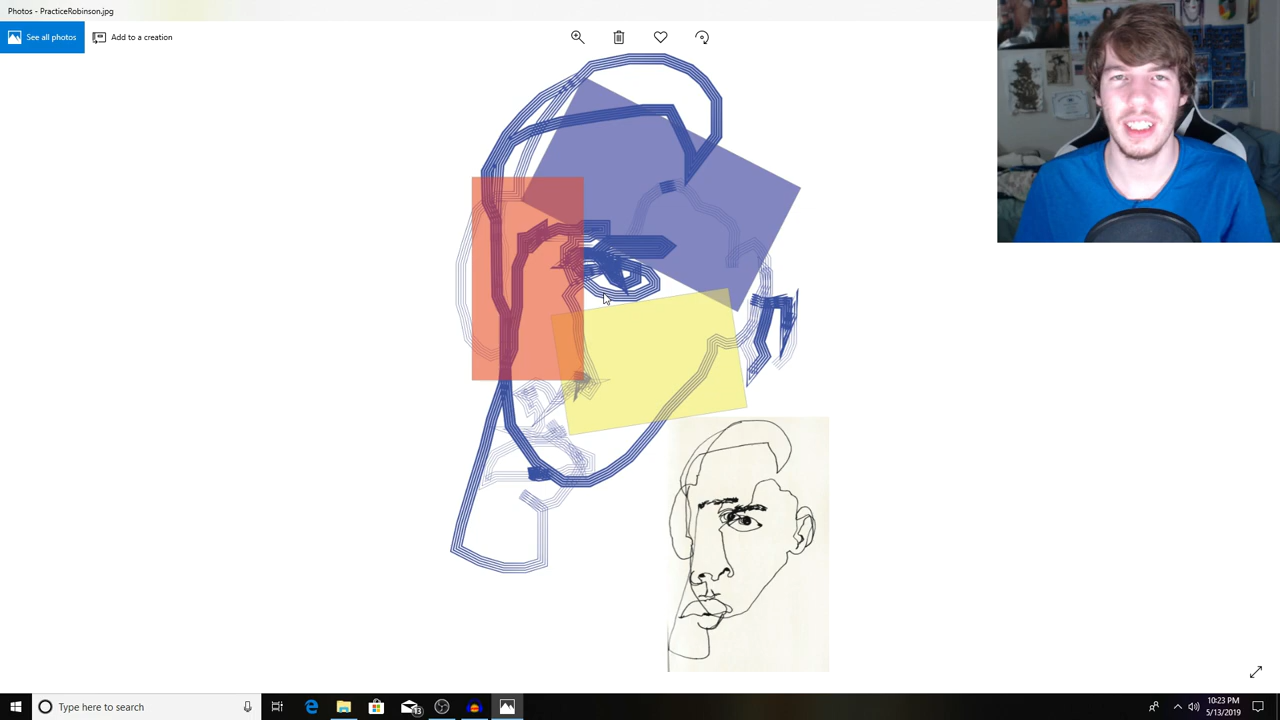 Photos - PracticeRobinson.jpg
See all photos
Add to a creation
Type here to search
13
10:23 PM
5/13/2019